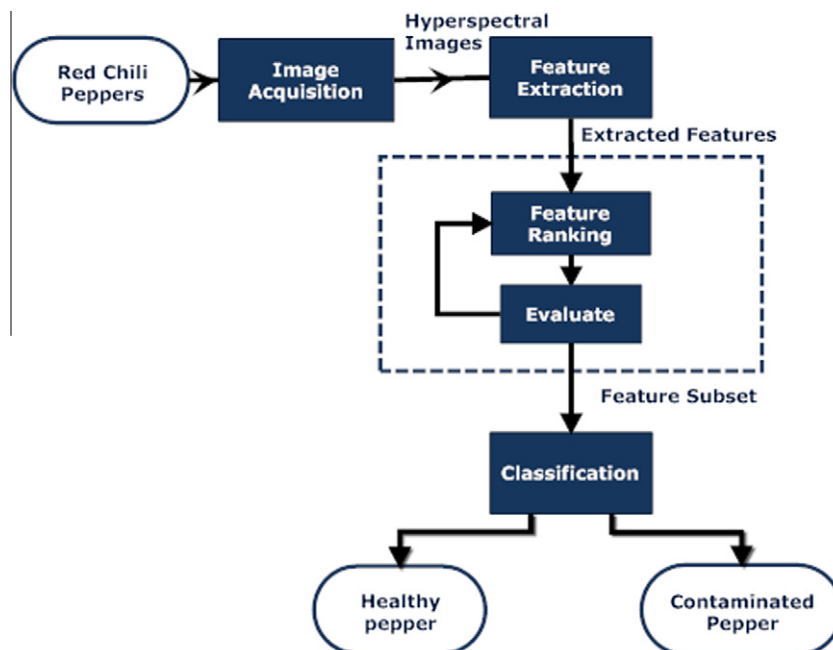 Hyperspectral
Images
Red Chili
Peppers
Image
Acquisition
Feature
Extraction
Extracted Features
Feature
Ranking
Evaluate
Feature Subset
Classification
Healthy
pepper
Contaminated
Pepper